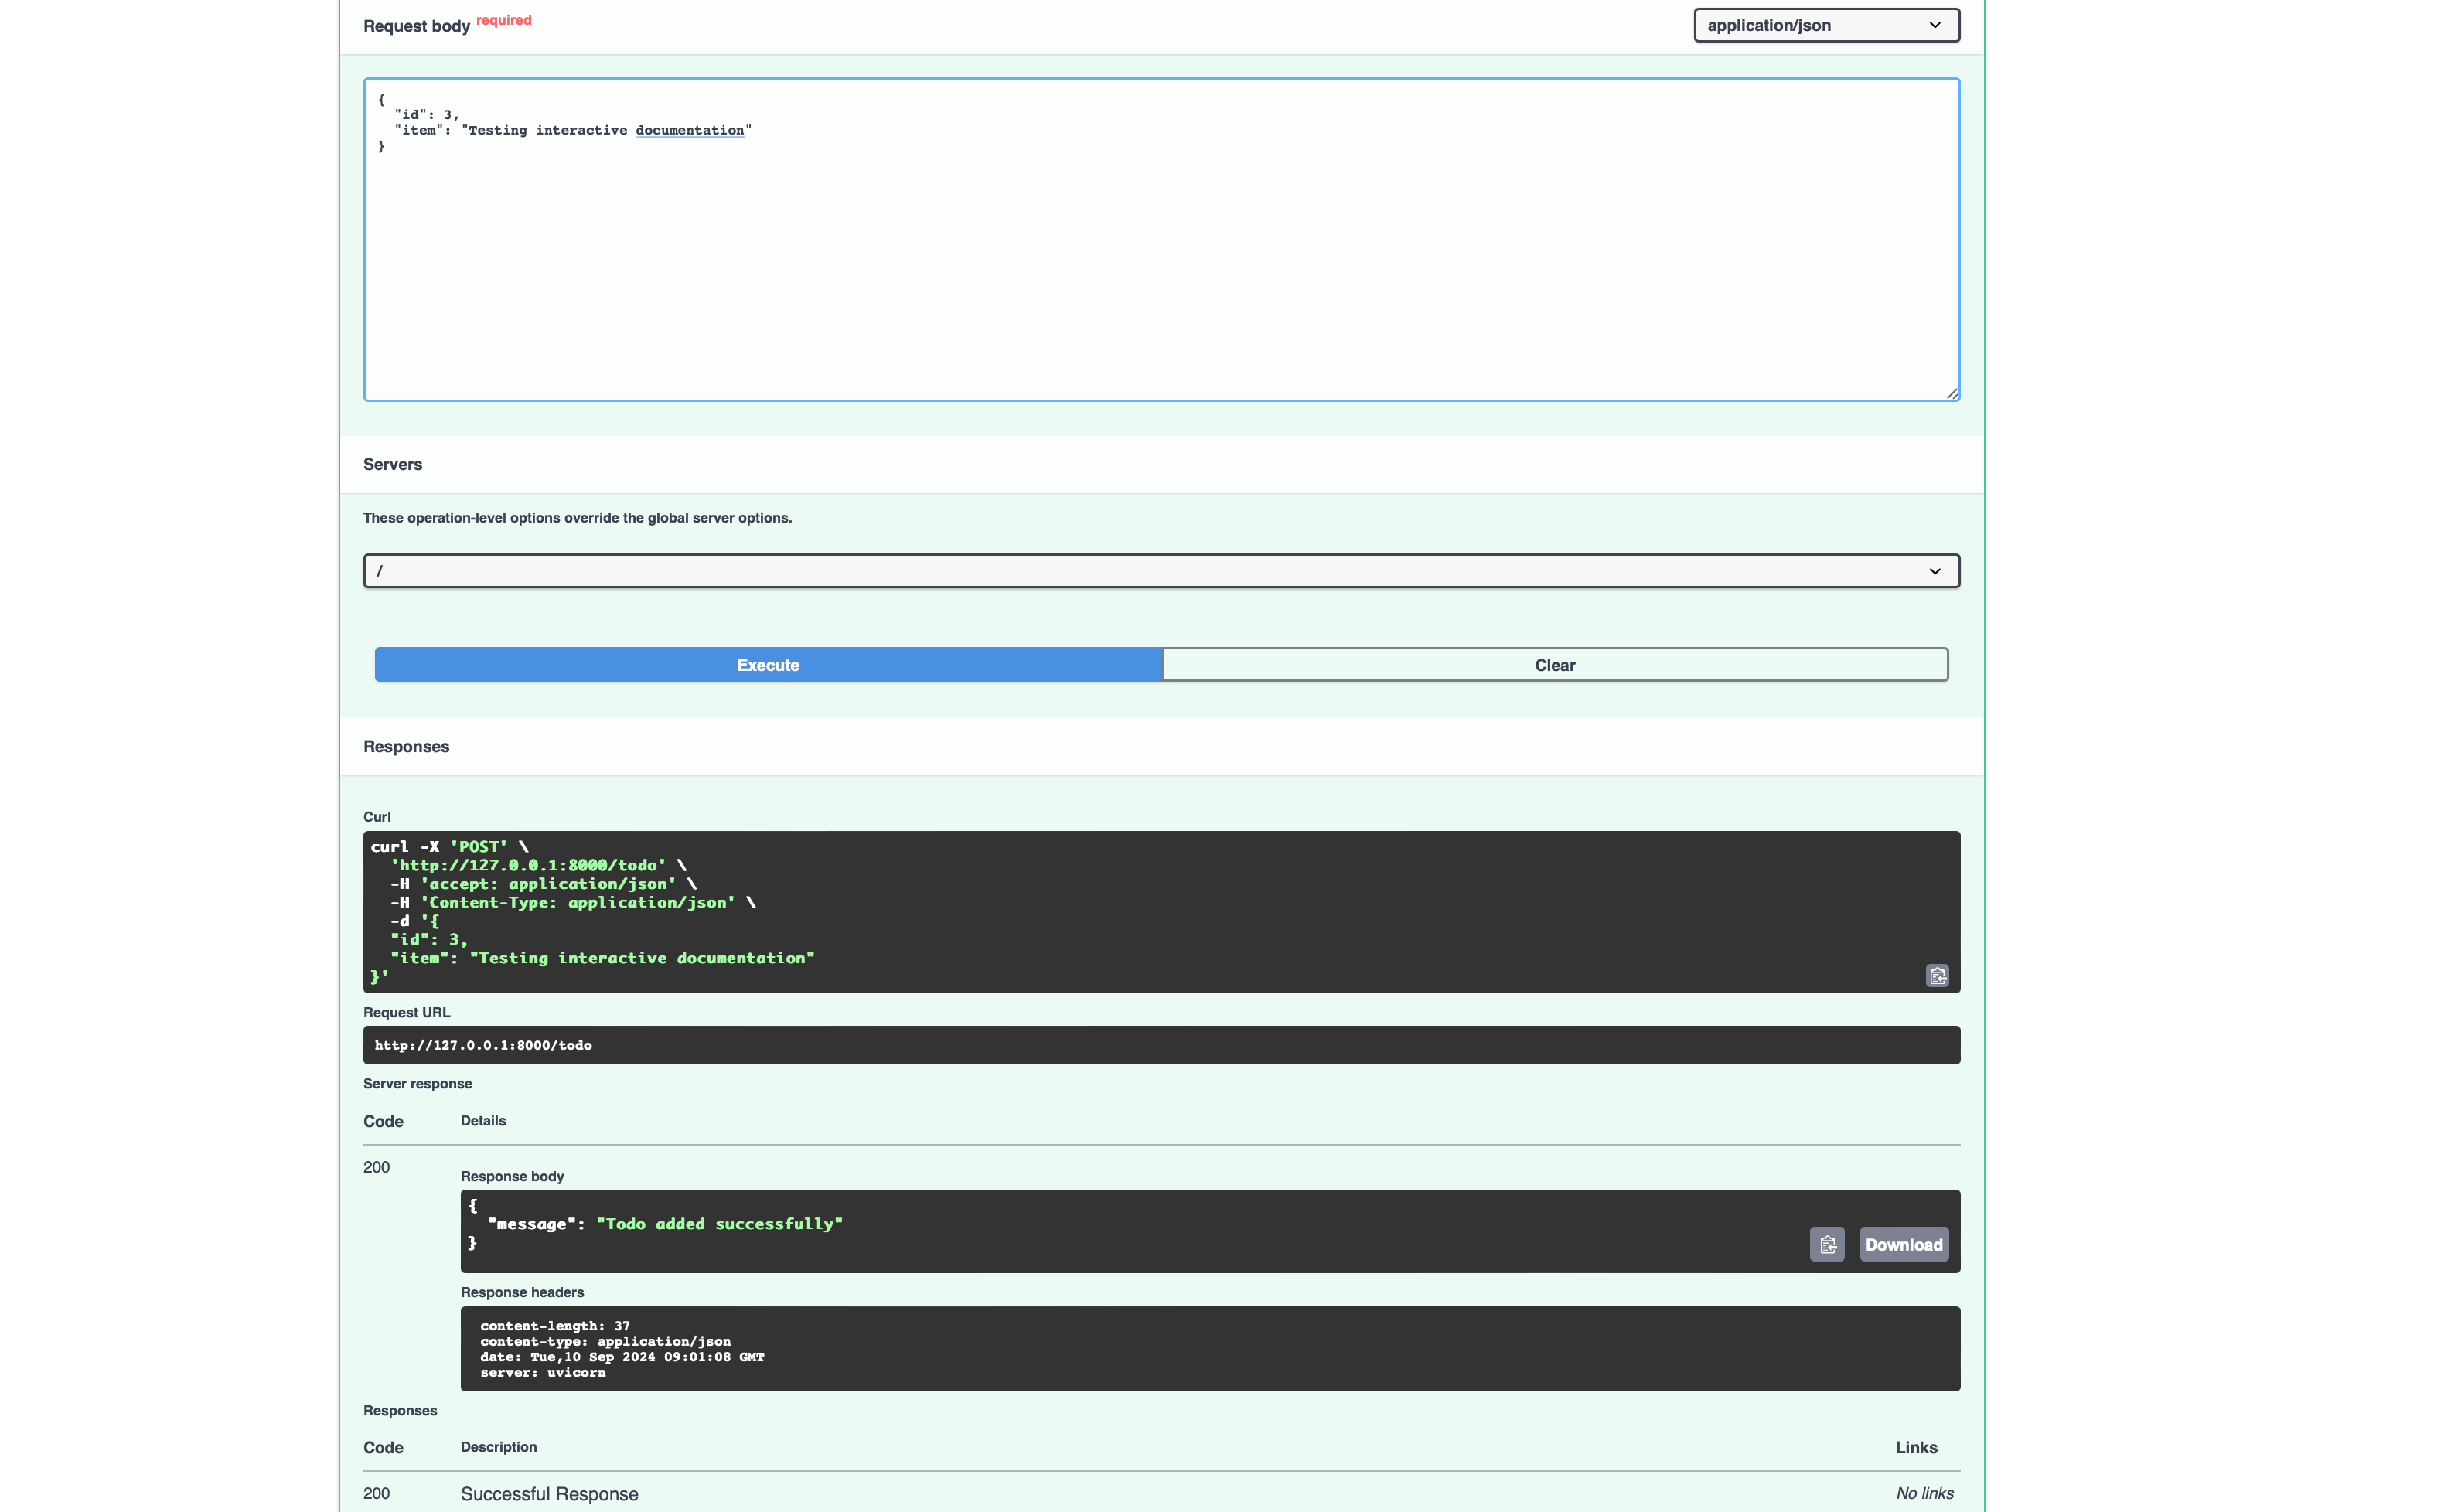 Request body required
application/json
{
  "id": 3,
  "item": "Testing interactive documentation"
}
Servers
These operation-level options override the global server options.
/
Execute
Clear
Responses
Curl
curl -X 'POST' \
  'http://127.0.0.1:8000/todo' \
  -H 'accept: application/json' \
  -H 'Content-Type: application/json' \
  -d '{
  "id": 3,
  "item": "Testing interactive documentation"
}'
Request URL
http://127.0.0.1:8000/todo
Server response
Code Details
200
Response body
{
  "message": "Todo added successfully"
}
Download
Response headers
content-length: 37
content-type: application/json
date: Tue,10 Sep 2024 09:01:08 GMT
server: uvicorn
Responses
Code Description Links
200 Successful Response No links